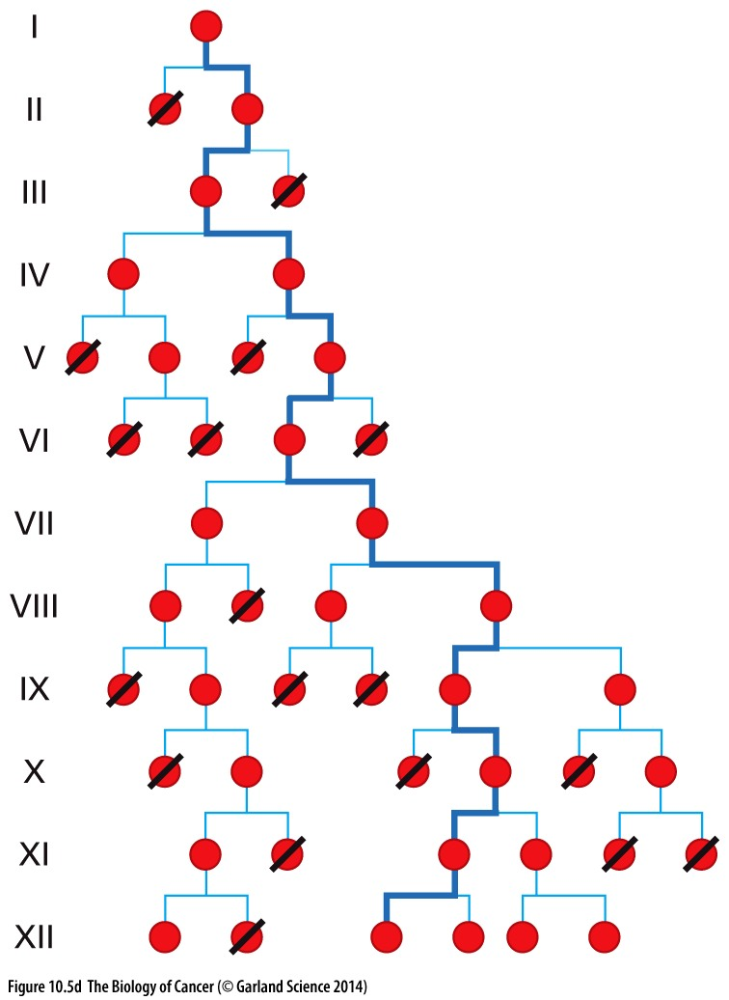 I
II
III
IV
V
VI
VII
VIII
IX
X
XI
XII
Figure 10.5d The Biology of Cancer (© Garland Science 2014)